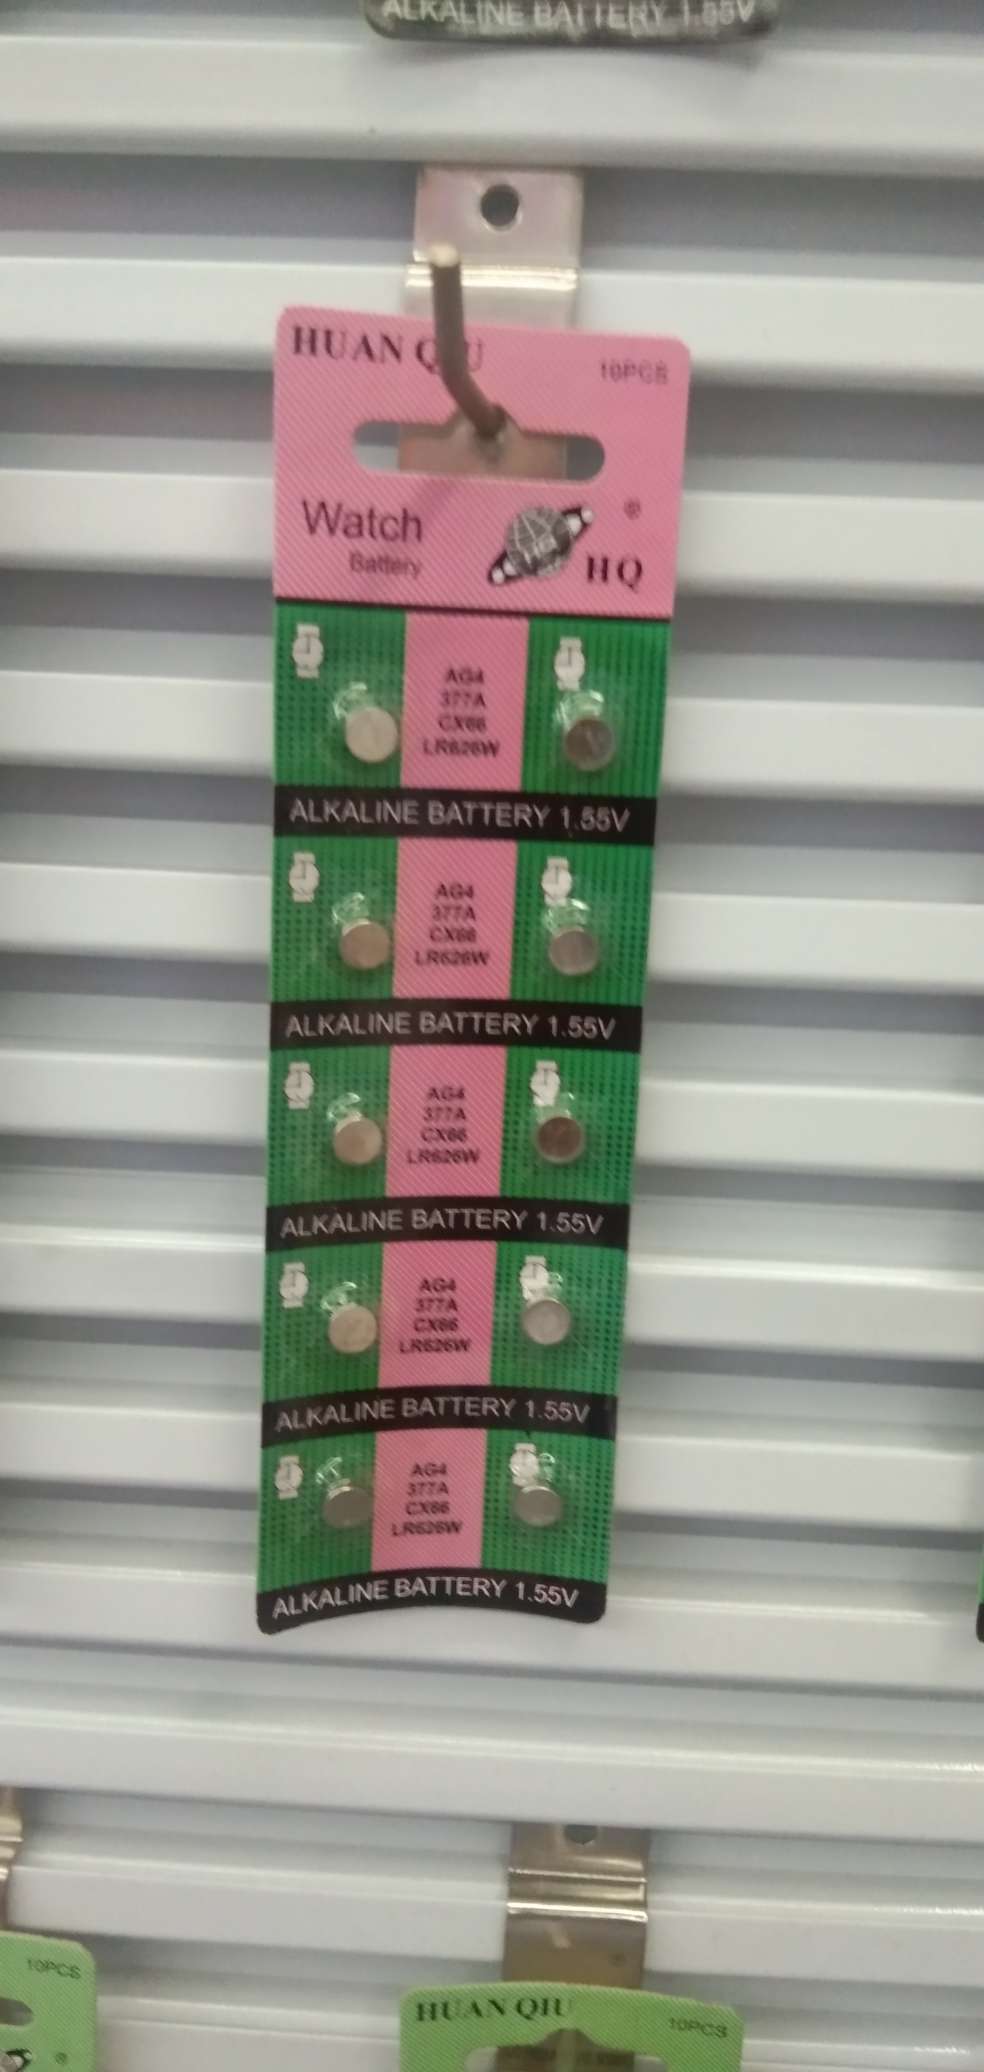 ALKALINE BATTERY 1.55V
HUAN QIU
10PCS
Watch
Battery
®
HQ
AG4
377A
CX66
LR626W
ALKALINE BATTERY 1.55V
AG4
377A
CX66
LR626W
ALKALINE BATTERY 1.55V
AG4
377A
CX66
LR626W
ALKALINE BATTERY 1.55V
AG4
377A
CX66
LR626W
ALKALINE BATTERY 1.55V
AG4
377A
CX66
LR626W
ALKALINE BATTERY 1.55V
10PCS
®
HUAN QIU
10PCS